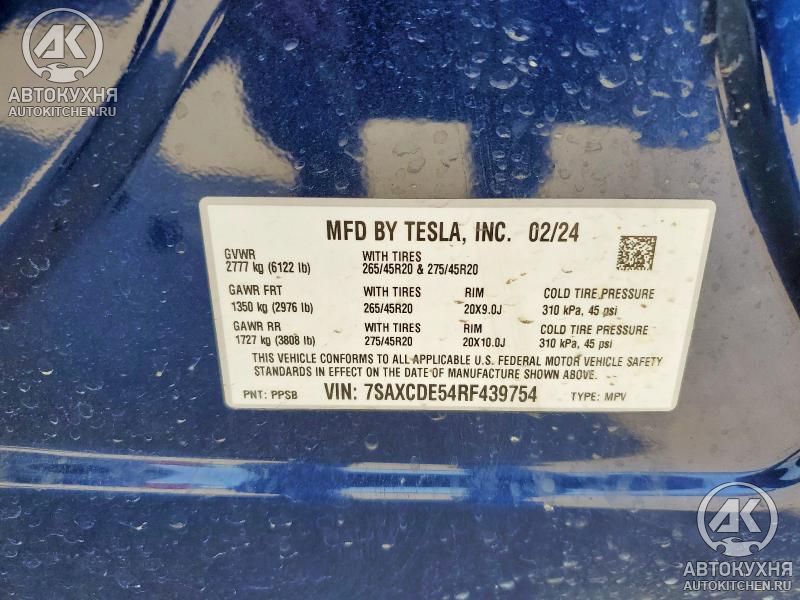 AK
АВТОКУХНЯ
AUTOKITCHEN.RU
MFD BY TESLA, INC. 02/24
GVWR WITH TIRES
2777 kg (6122 lb) 265/45R20 & 275/45R20
GAWR FRT WITH TIRES RIM COLD TIRE PRESSURE
1350 kg (2976 lb) 265/45R20 20X9.0J 310 kPa, 45 psi
GAWR RR WITH TIRES RIM COLD TIRE PRESSURE
1727 kg (3808 lb) 275/45R20 20X10.0J 310 kPa, 45 psi
THIS VEHICLE CONFORMS TO ALL APPLICABLE U.S. FEDERAL MOTOR VEHICLE SAFETY
STANDARDS IN EFFECT ON THE DATE OF MANUFACTURE SHOWN ABOVE.
PNT: PPSB VIN: 7SAXCDE54RF439754 TYPE: MPV
AK
АВТОКУХНЯ
AUTOKITCHEN.RU